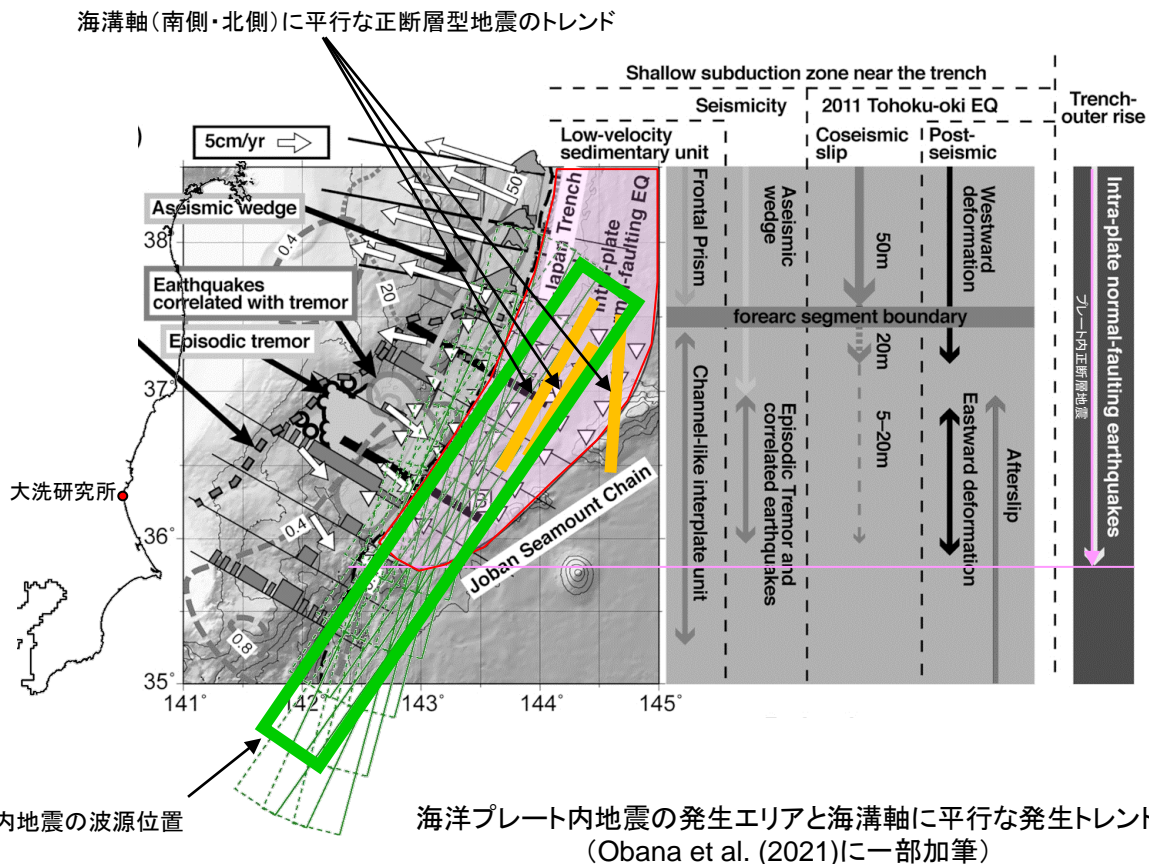 海溝軸（南側・北側）に平行な正断層型地震のトレンド
Shallow subduction zone near the trench
Seismicity
2011 Tohoku-oki EQ
Trench-
outer rise
5cm/yr
Low-velocity
sedimentary unit
Coseismic
slip
Post-
seismic
Aseismic wedge
Earthquakes
correlated with tremor
Episodic tremor
50
20
0.4
0.4
0.8
Japan Trench
Joban Seamount Chain
大洗研究所
38°
37°
36°
35°
141°
142°
143°
144°
145°
Frontal Prism
Channel-like interplate unit
Aseismic
wedge
Episodic Tremor and
correlated earthquakes
50m
20m
5–20m
forearc segment boundary
Westward
deformation
Eastward deformation
Afterslip
プレート内正断層地震
Intra-plate normal-faulting earthquakes
内地震の波源位置
海洋プレート内地震の発生エリアと海溝軸に平行な発生トレンド
（Obana et al. (2021)に一部加筆）